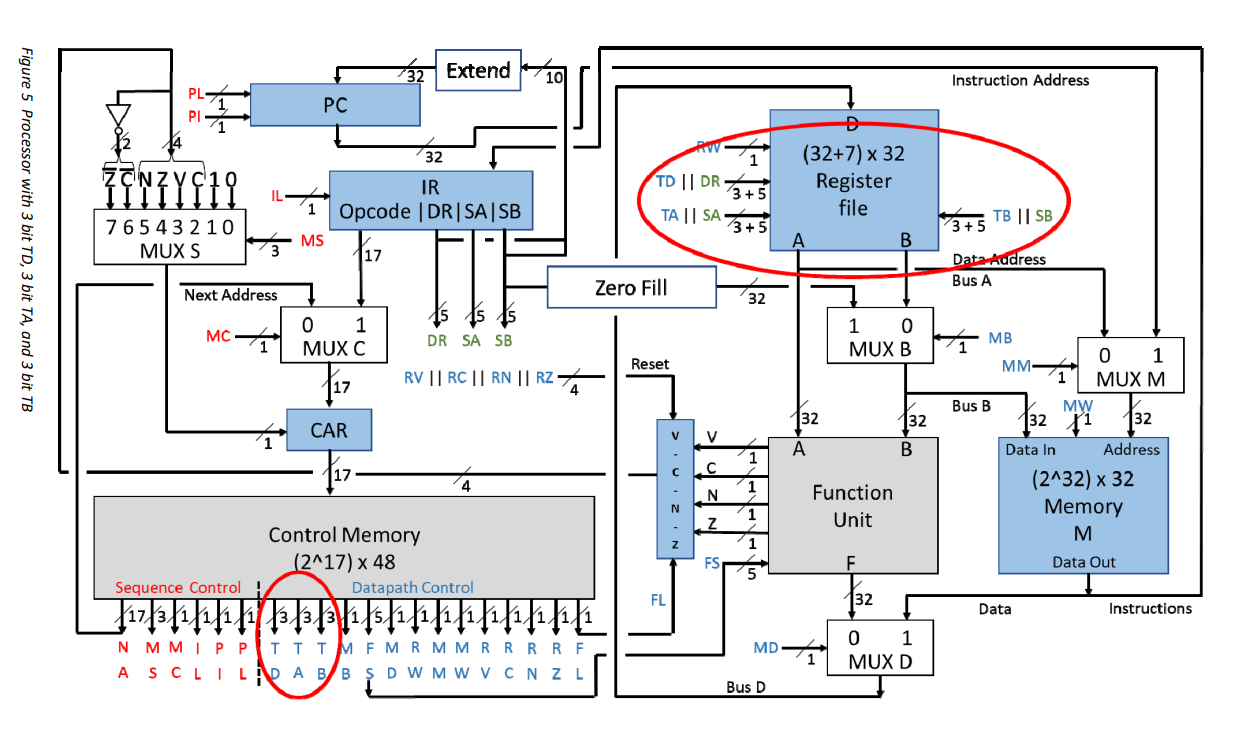 Figure 5 Processor with 3 bit TD, 3 bit TA, and 3 bit TB
Extend
32
10
PL
1
PI
1
PC
32
Instruction Address
2
4
Z C N Z V C 1 0
7 6 5 4 3 2 1 0
MUX S
MS
3
IL
1
IR
Opcode |DR|SA|SB
17
5
5
5
DR SA SB
D
(32+7) x 32
Register
file
A
B
RW
1
TD || DR
3 + 5
TA || SA
3 + 5
TB || SB
3 + 5
Data Address
Bus A
Zero Fill
32
Next Address
0 1
MUX C
MC
1
17
CAR
1
17
4
RV || RC || RN || RZ
4
Reset
1 0
MUX B
MB
1
MM
1
0 1
MUX M
32
32
Bus B
32
MW
1
32
V
-
C
-
N
-
Z
V
1
C
1
N
1
Z
1
FS
5
FL
A
B
Function
Unit
F
32
Data In
Address
(2^32) x 32
Memory
M
Data Out
Control Memory
(2^17) x 48
Sequence Control
Datapath Control
17 3 1 1 1 1 3 3 3 1 5 1 1 1 1 1 1 1 1 1
N M M I P P T T T M F M R M M R R R R F
A S C L I L D A B B S D W M W V C N Z L
Data
Instructions
MD
1
0 1
MUX D
Bus D